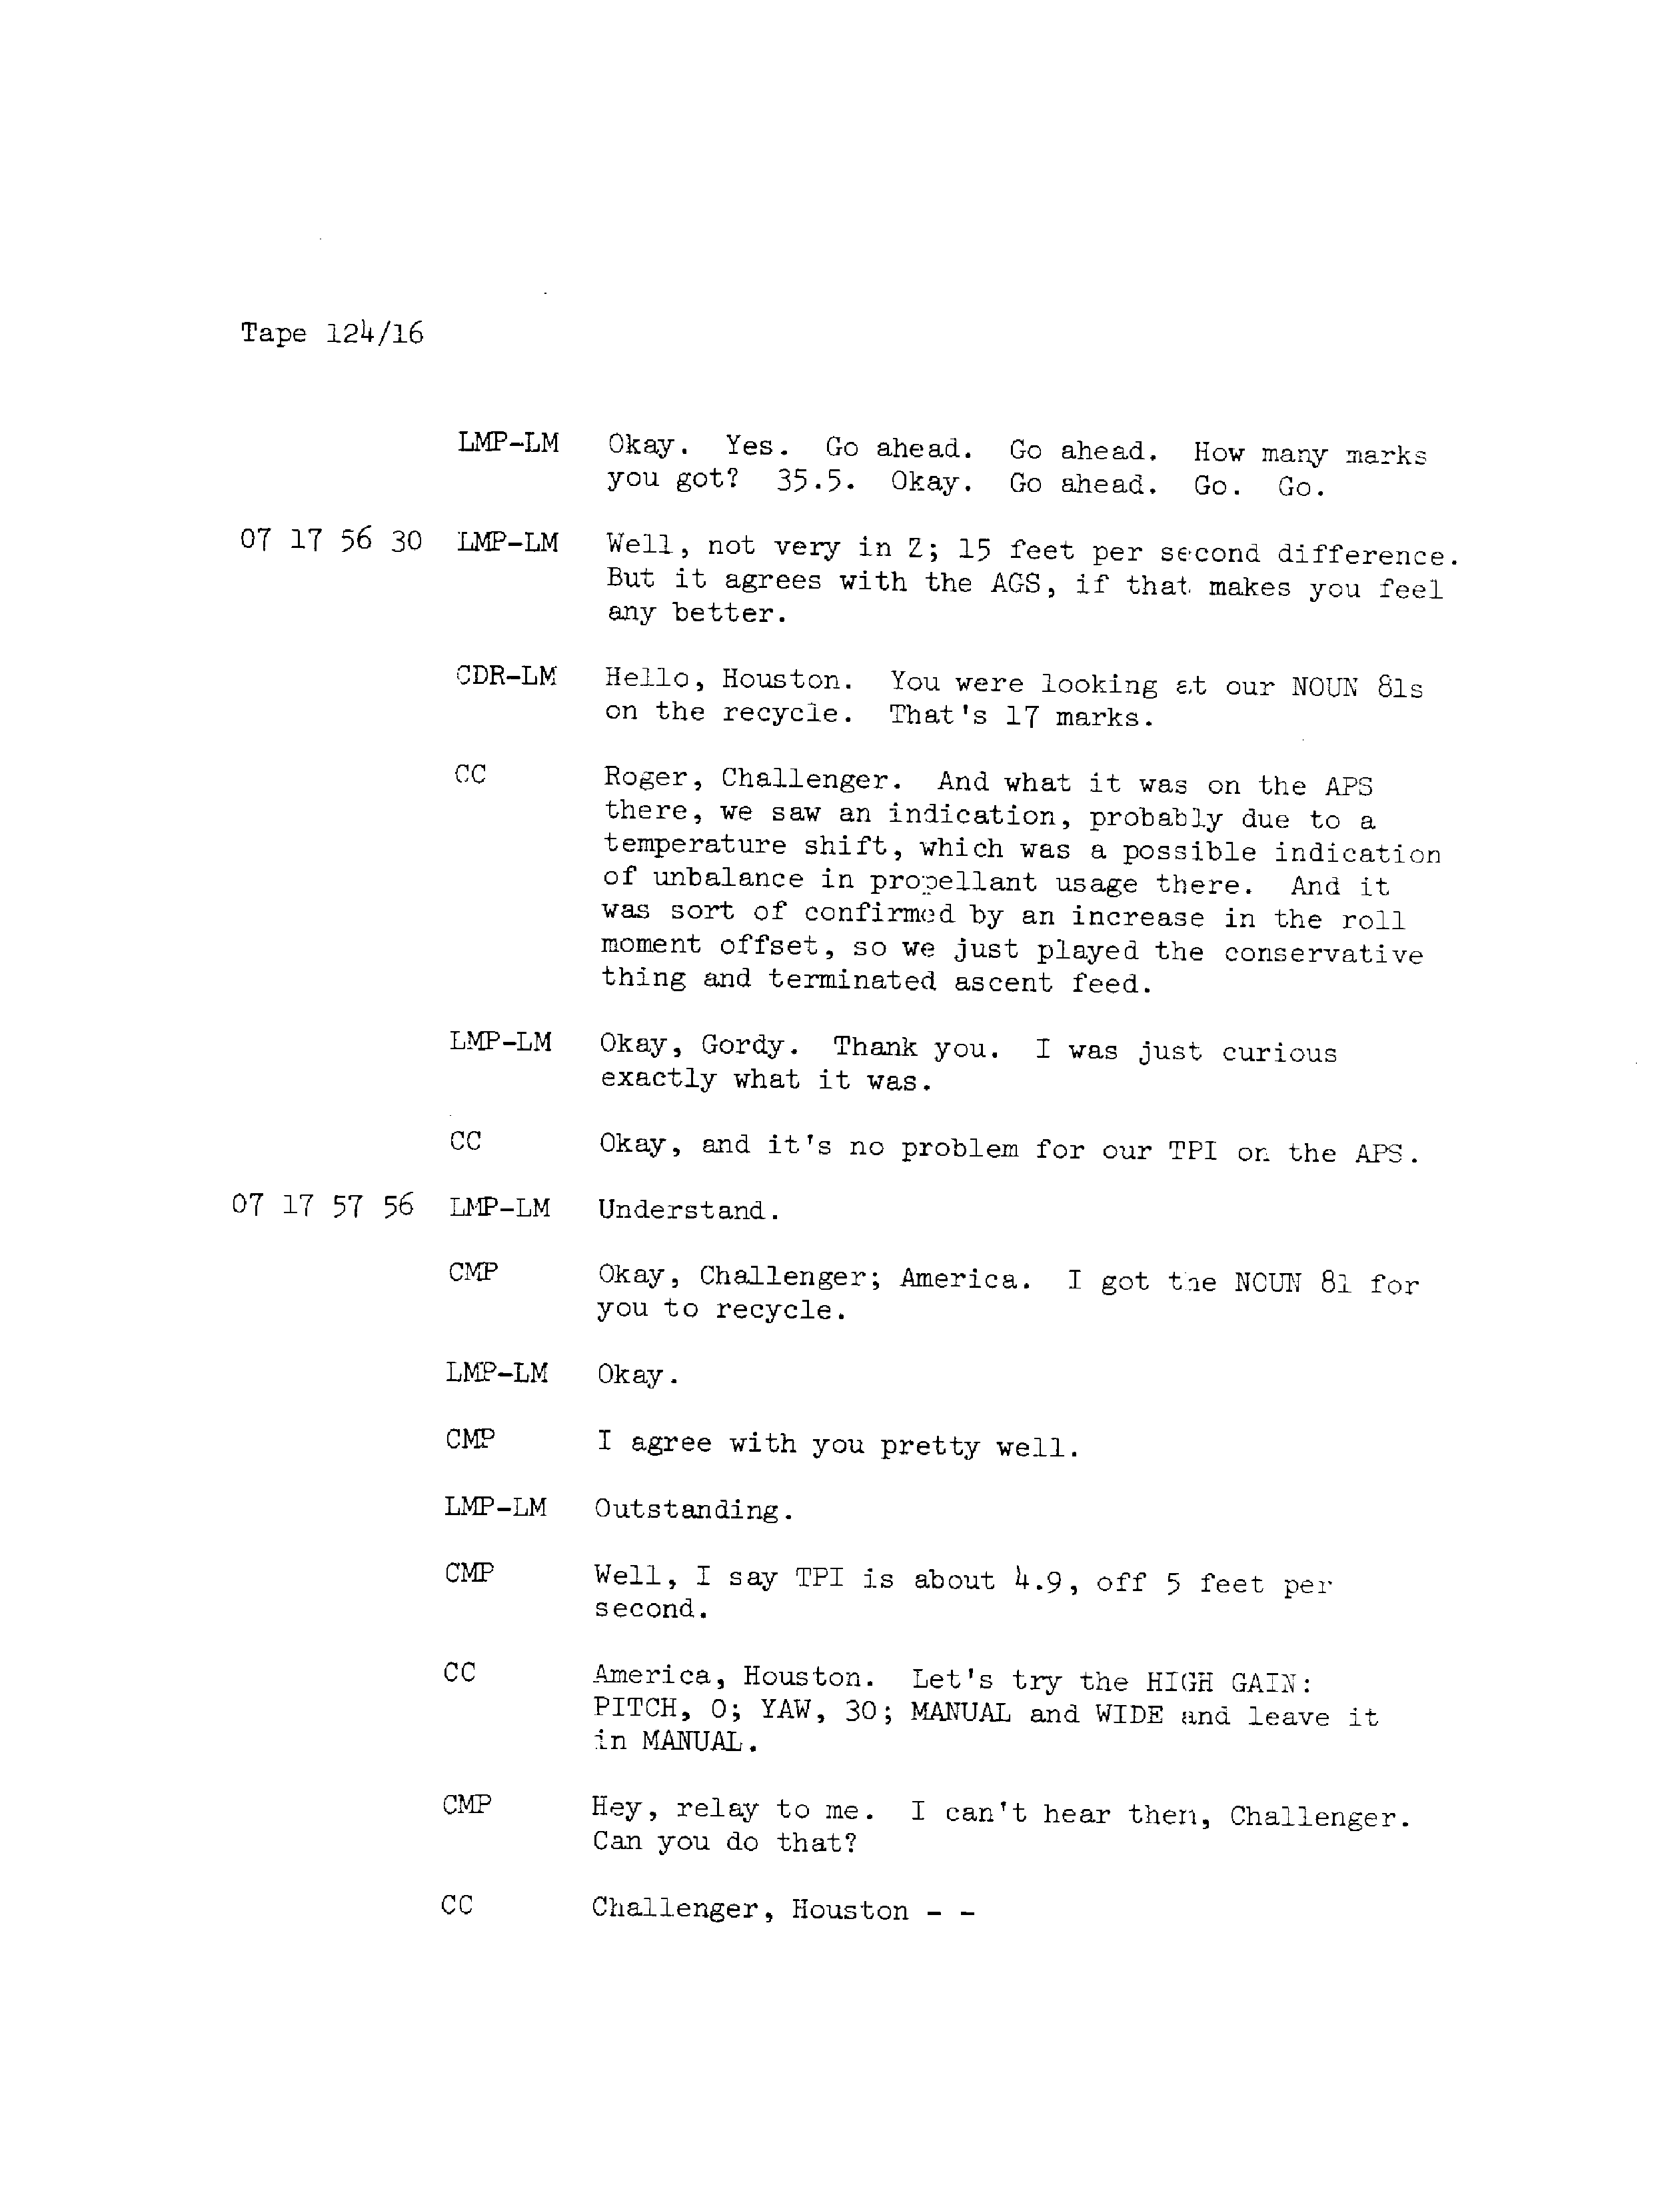 Tape 124/16
LMP-LM Okay. Yes. Go ahead. Go ahead. How many marks
you got? 35.5. Okay. Go ahead. Go. Go.
07 17 56 30 LMP-LM Well, not very in Z; 15 feet per second difference.
But it agrees with the AGS, if that makes you feel
any better.
CDR-LM Hello, Houston. You were looking at our NOUN 81s
on the recycle. That's 17 marks.
CC Roger, Challenger. And what it was on the APS
there, we saw an indication, probably due to a
temperature shift, which was a possible indication
of unbalance in propellant usage there. And it
was sort of confirmed by an increase in the roll
moment offset, so we just played the conservative
thing and terminated ascent feed.
LMP-LM Okay, Gordy. Thank you. I was just curious
exactly what it was.
CC Okay, and it's no problem for our TPI on the APS.
07 17 57 56 LMP-LM Understand.
CMP Okay, Challenger; America. I got the NOUN 81 for
you to recycle.
LMP-LM Okay.
CMP I agree with you pretty well.
LMP-LM Outstanding.
CMP Well, I say TPI is about 4.9, off 5 feet per
second.
CC America, Houston. Let's try the HIGH GAIN:
PITCH, 0; YAW, 30; MANUAL and WIDE and leave it
in MANUAL.
CMP Hey, relay to me. I can't hear them, Challenger.
Can you do that?
CC Challenger, Houston - -